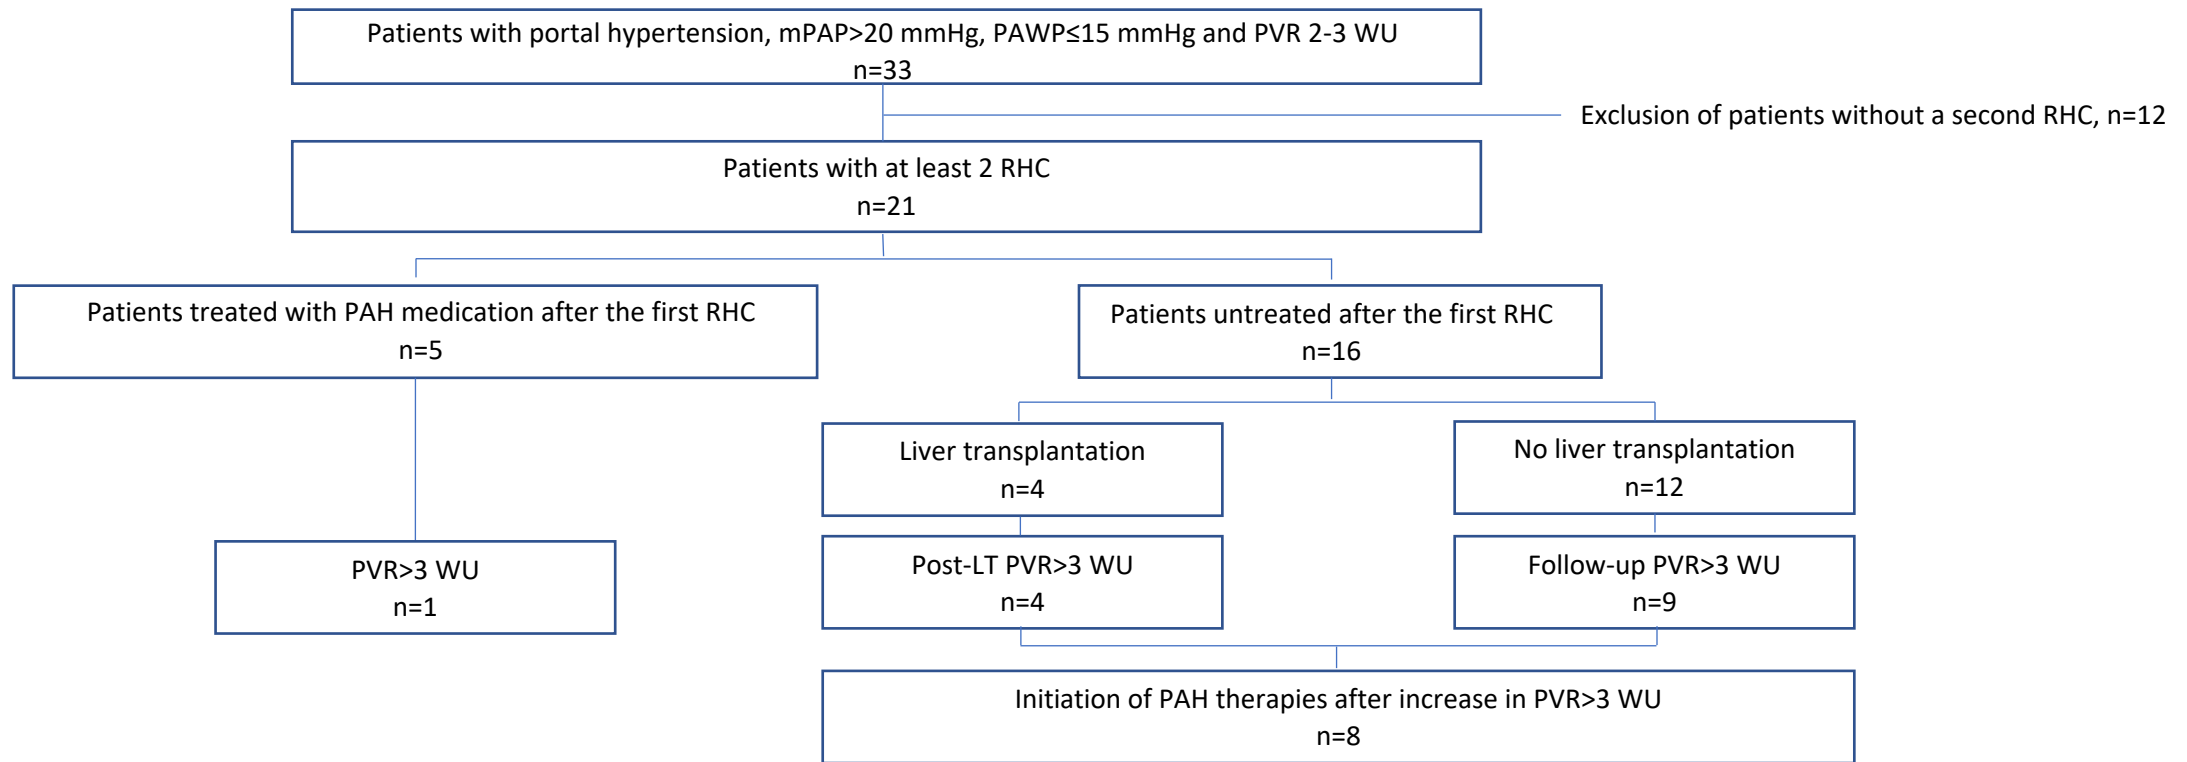 Patients with portal hypertension, mPAP>20 mmHg, PAWP≤15 mmHg and PVR 2-3 WU
n=33
Exclusion of patients without a second RHC, n=12
Patients with at least 2 RHC
n=21
Patients treated with PAH medication after the first RHC
n=5
Patients untreated after the first RHC
n=16
Liver transplantation
n=4
No liver transplantation
n=12
PVR>3 WU
n=1
Post-LT PVR>3 WU
n=4
Follow-up PVR>3 WU
n=9
Initiation of PAH therapies after increase in PVR>3 WU
n=8